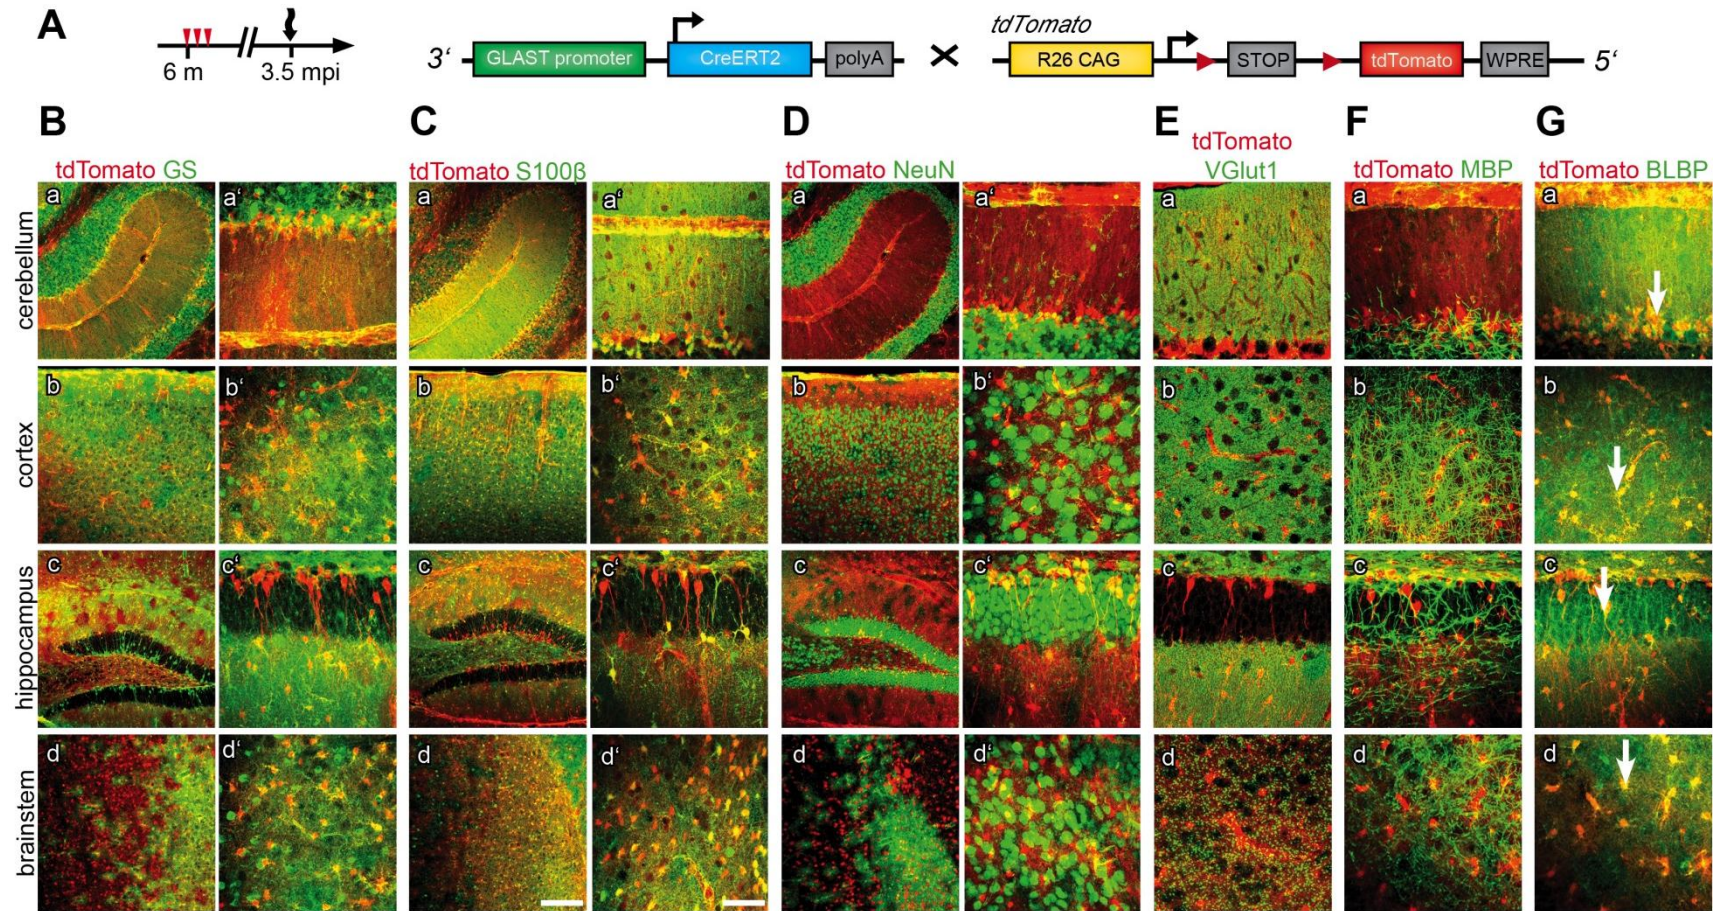 A
6 m
3.5 mpi
3‘
GLAST promoter
CreERT2
polyA
tdTomato
R26 CAG
STOP
tdTomato
WPRE
5‘
B
C
D
E
F
G
tdTomato GS
tdTomato S100β
tdTomato NeuN
tdTomato
VGlut1
tdTomato MBP
tdTomato BLBP
cerebellum
a
a‘
a
a‘
a
a‘
a
a
a
cortex
b
b‘
b
b‘
b
b‘
b
b
b
hippocampus
c
c‘
c
c‘
c
c‘
c
c
c
brainstem
d
d‘
d
d‘
d
d‘
d
d
d